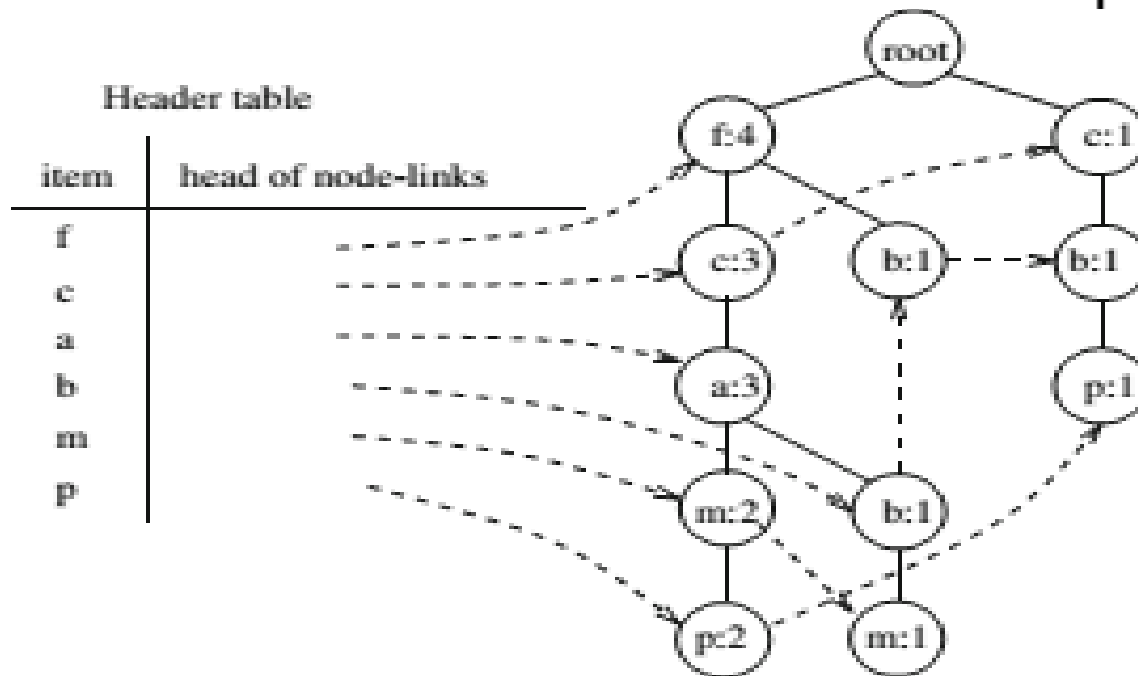 root
Header table
f:4 c:1
item head of node-links
f
c:3 b:1 b:1
c
a
a:3 p:1
b
m
p
m:2 b:1
p:2 m:1